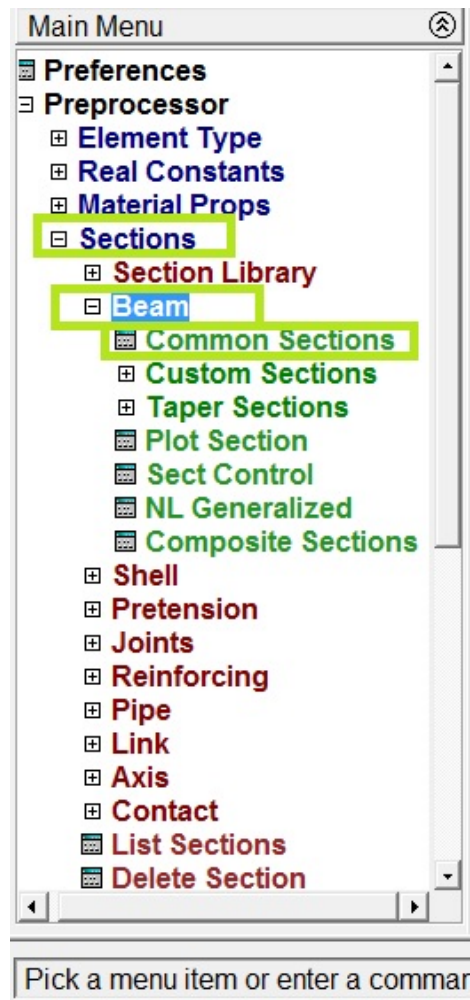 Main Menu
Preferences
Preprocessor
Element Type
Real Constants
Material Props
Sections
Section Library
Beam
Common Sections
Custom Sections
Taper Sections
Plot Section
Sect Control
NL Generalized
Composite Sections
Shell
Pretension
Joints
Reinforcing
Pipe
Link
Axis
Contact
List Sections
Delete Section
Pick a menu item or enter a commar